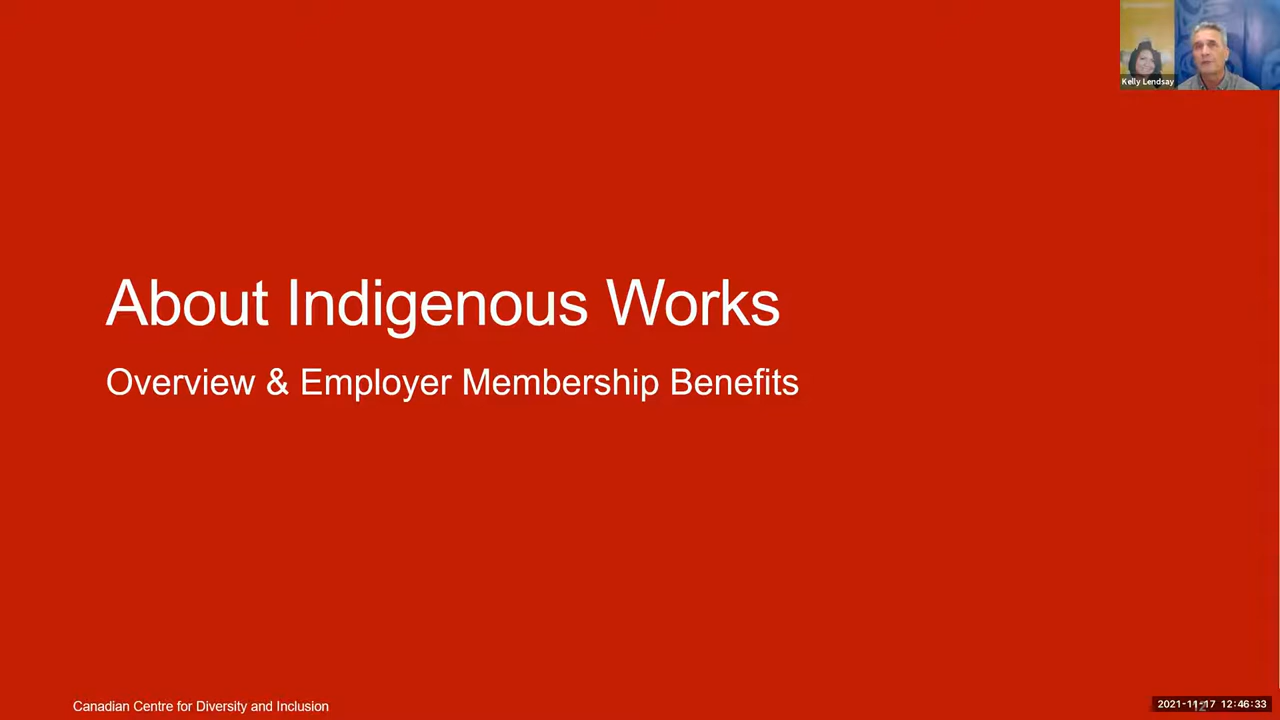 Kelly Lendsay
About Indigenous Works
Overview & Employer Membership Benefits
Canadian Centre for Diversity and Inclusion
2021-11-17 12:46:33